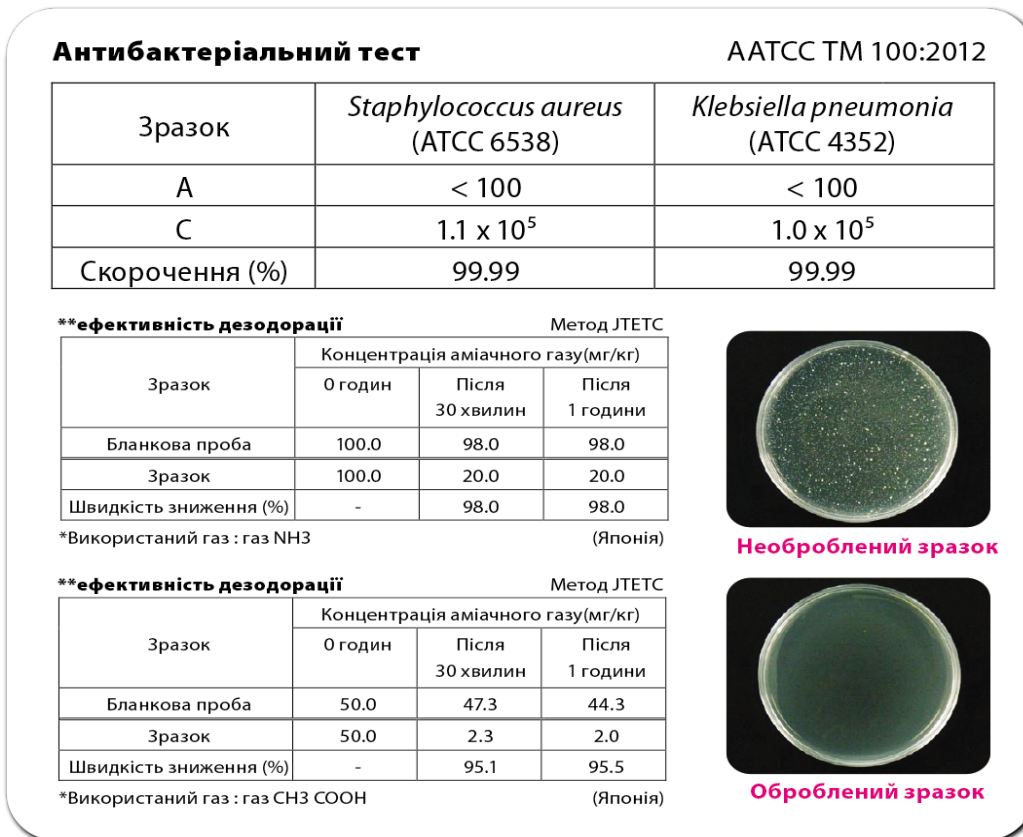 Антибактеріальний тест AATCC TM 100:2012
Зразок Staphylococcus aureus (ATCC 6538) Klebsiella pneumonia (ATCC 4352)
A < 100 < 100
C 1.1 x 10⁵ 1.0 x 10⁵
Скорочення (%) 99.99 99.99
**ефективність дезодорації Метод JTETC
Концентрація аміачного газу(мг/кг)
Зразок 0 годин Після 30 хвилин Після 1 години
Бланкова проба 100.0 98.0 98.0
Зразок 100.0 20.0 20.0
Швидкість зниження (%) - 98.0 98.0
*Використаний газ : газ NH3 (Японія)
Необроблений зразок
**ефективність дезодорації Метод JTETC
Концентрація аміачного газу(мг/кг)
Зразок 0 годин Після 30 хвилин Після 1 години
Бланкова проба 50.0 47.3 44.3
Зразок 50.0 2.3 2.0
Швидкість зниження (%) - 95.1 95.5
*Використаний газ : газ CH3 COOH (Японія)
Оброблений зразок